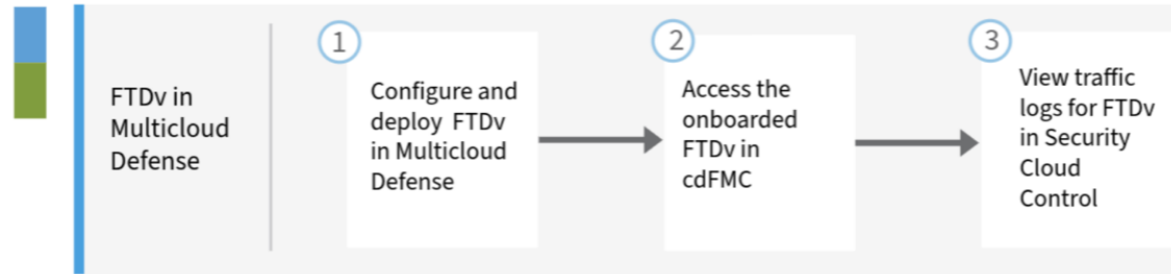 FTDv in
Multicloud
Defense
1
Configure and
deploy FTDv
in Multicloud
Defense
2
Access the
onboarded
FTDv in
cdFMC
3
View traffic
logs for FTDv
in Security
Cloud
Control